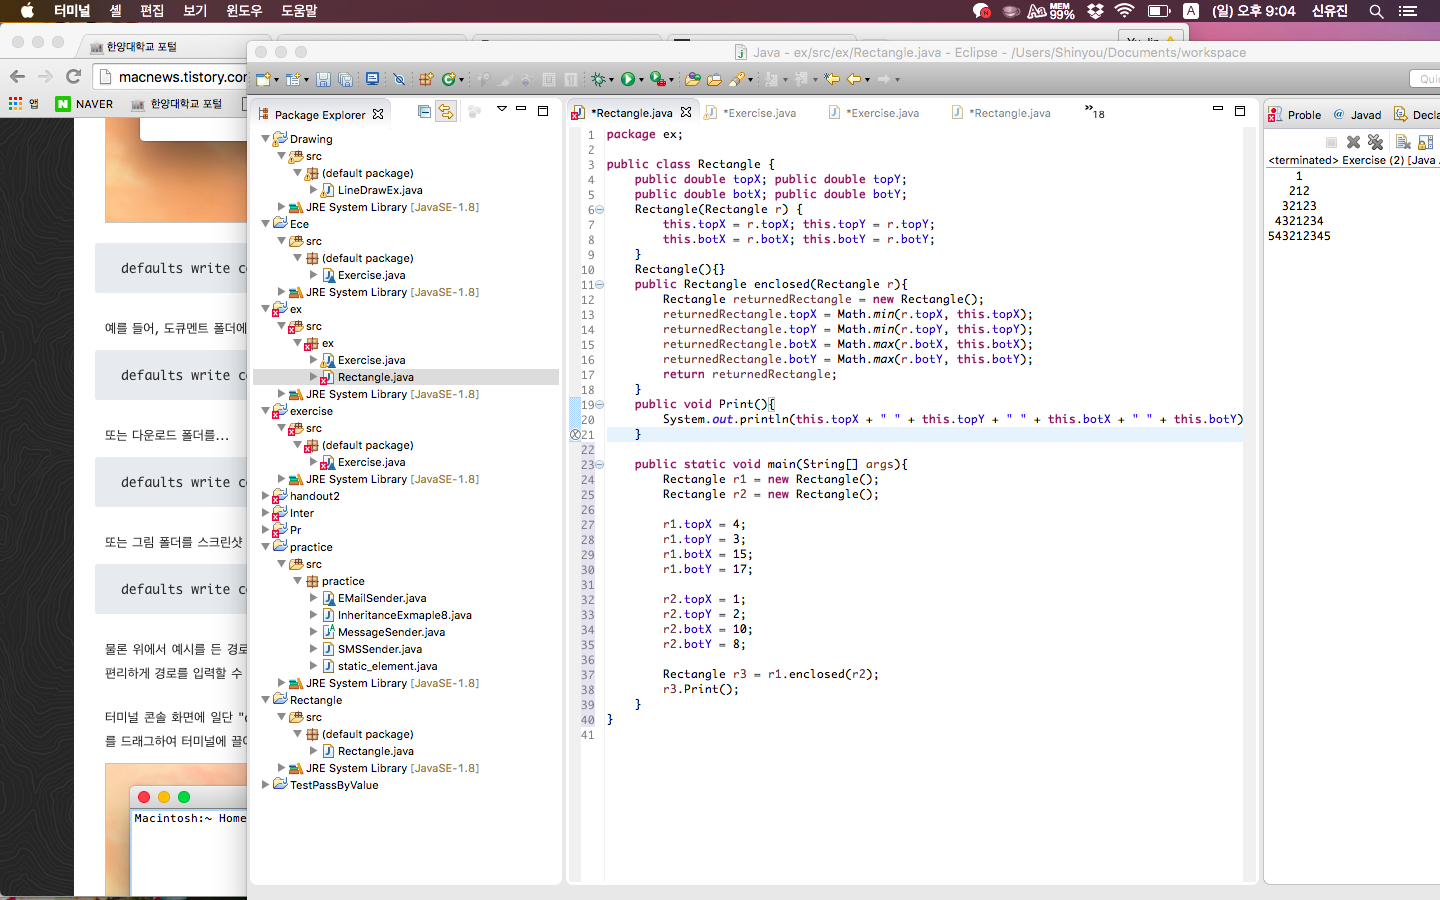 터미널 셸 편집 보기 윈도우 도움말
MEM 99% A (일) 오후 9:04 신유진
한양대학교 포털
macnews.tistory.cor
앱 NAVER 한양대학교 포털
defaults write c
예를 들어, 도큐멘트 폴더에
defaults write c
또는 다운로드 폴더를...
defaults write c
또는 그림 폴더를 스크린샷
defaults write c
물론 위에서 예시를 든 경로
편리하게 경로를 입력할 수
터미널 콘솔 화면에 일단 "
를 드래그하여 터미널에 끌어
Macintosh:~ Home
Java - ex/src/ex/Rectangle.java - Eclipse - /Users/Shinyou/Documents/workspace
Quic
Package Explorer
Drawing
src
(default package)
LineDrawEx.java
JRE System Library [JavaSE-1.8]
Ece
src
(default package)
Exercise.java
JRE System Library [JavaSE-1.8]
ex
src
ex
Exercise.java
Rectangle.java
JRE System Library [JavaSE-1.8]
exercise
src
(default package)
Exercise.java
JRE System Library [JavaSE-1.8]
handout2
Inter
Pr
practice
src
practice
EMailSender.java
InheritanceExmaple8.java
MessageSender.java
SMSSender.java
static_element.java
JRE System Library [JavaSE-1.8]
Rectangle
src
(default package)
Rectangle.java
JRE System Library [JavaSE-1.8]
TestPassByValue
*Rectangle.java *Exercise.java *Exercise.java *Rectangle.java »18
1 package ex;
2
3 public class Rectangle {
4 public double topX; public double topY;
5 public double botX; public double botY;
6 Rectangle(Rectangle r) {
7 this.topX = r.topX; this.topY = r.topY;
8 this.botX = r.botX; this.botY = r.botY;
9 }
10 Rectangle(){}
11 public Rectangle enclosed(Rectangle r){
12 Rectangle returnedRectangle = new Rectangle();
13 returnedRectangle.topX = Math.min(r.topX, this.topX);
14 returnedRectangle.topY = Math.min(r.topY, this.topY);
15 returnedRectangle.botX = Math.max(r.botX, this.botX);
16 returnedRectangle.botY = Math.max(r.botY, this.botY);
17 return returnedRectangle;
18 }
19 public void Print(){
20 System.out.println(this.topX + " " + this.topY + " " + this.botX + " " + this.botY)
21 }
22
23 public static void main(String[] args){
24 Rectangle r1 = new Rectangle();
25 Rectangle r2 = new Rectangle();
26
27 r1.topX = 4;
28 r1.topY = 3;
29 r1.botX = 15;
30 r1.botY = 17;
31
32 r2.topX = 1;
33 r2.topY = 2;
34 r2.botX = 10;
35 r2.botY = 8;
36
37 Rectangle r3 = r1.enclosed(r2);
38 r3.Print();
39 }
40 }
41
Proble @ Javad Decla
<terminated> Exercise (2) [Java
1
212
32123
4321234
543212345